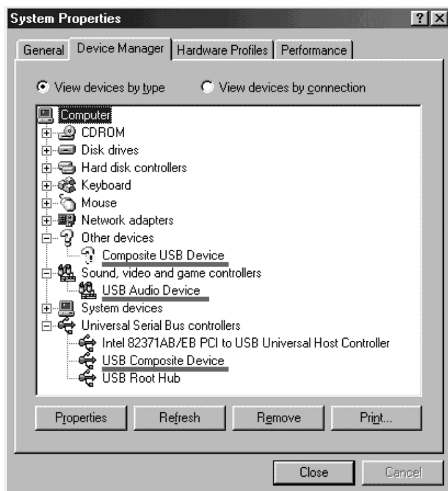 System Properties
General Device Manager Hardware Profiles Performance
View devices by type View devices by connection
Computer
CDROM
Disk drives
Hard disk controllers
Keyboard
Mouse
Network adapters
Other devices
Composite USB Device
Sound, video and game controllers
USB Audio Device
System devices
Universal Serial Bus controllers
Intel 82371AB/EB PCI to USB Universal Host Controller
USB Composite Device
USB Root Hub
Properties Refresh Remove Print...
Close Cancel